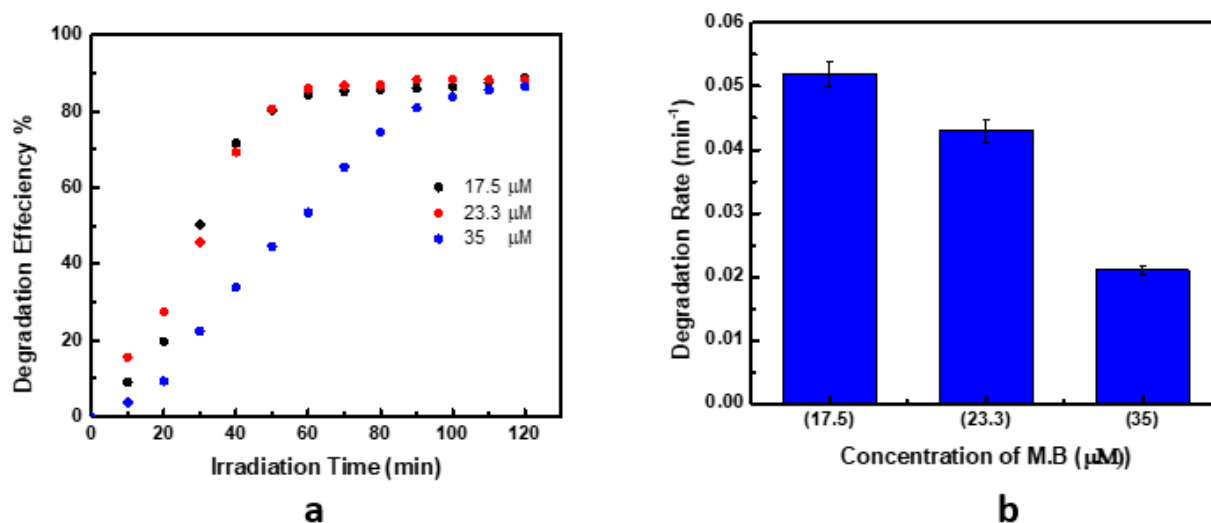 100
80
60
40
20
0
Degradation Effeciency %
17.5 μM
23.3 μM
35 μM
0 20 40 60 80 100 120
Irradiation Time (min)
a
0.06
0.05
0.04
0.03
0.02
0.01
0.00
Degradation Rate (min⁻¹)
(17.5) (23.3) (35)
Concentration of M.B (μM))
b